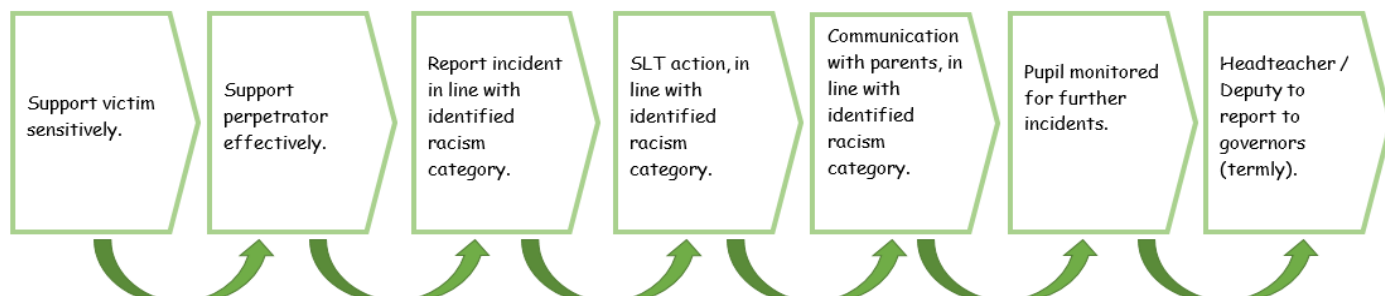 Support victim
sensitively.
Support
perpetrator
effectively.
Report incident
in line with
identified
racism
category.
SLT action, in
line with
identified
racism
category.
Communication
with parents, in
line with
identified
racism
category.
Pupil monitored
for further
incidents.
Headteacher /
Deputy to
report to
governors
(termly).